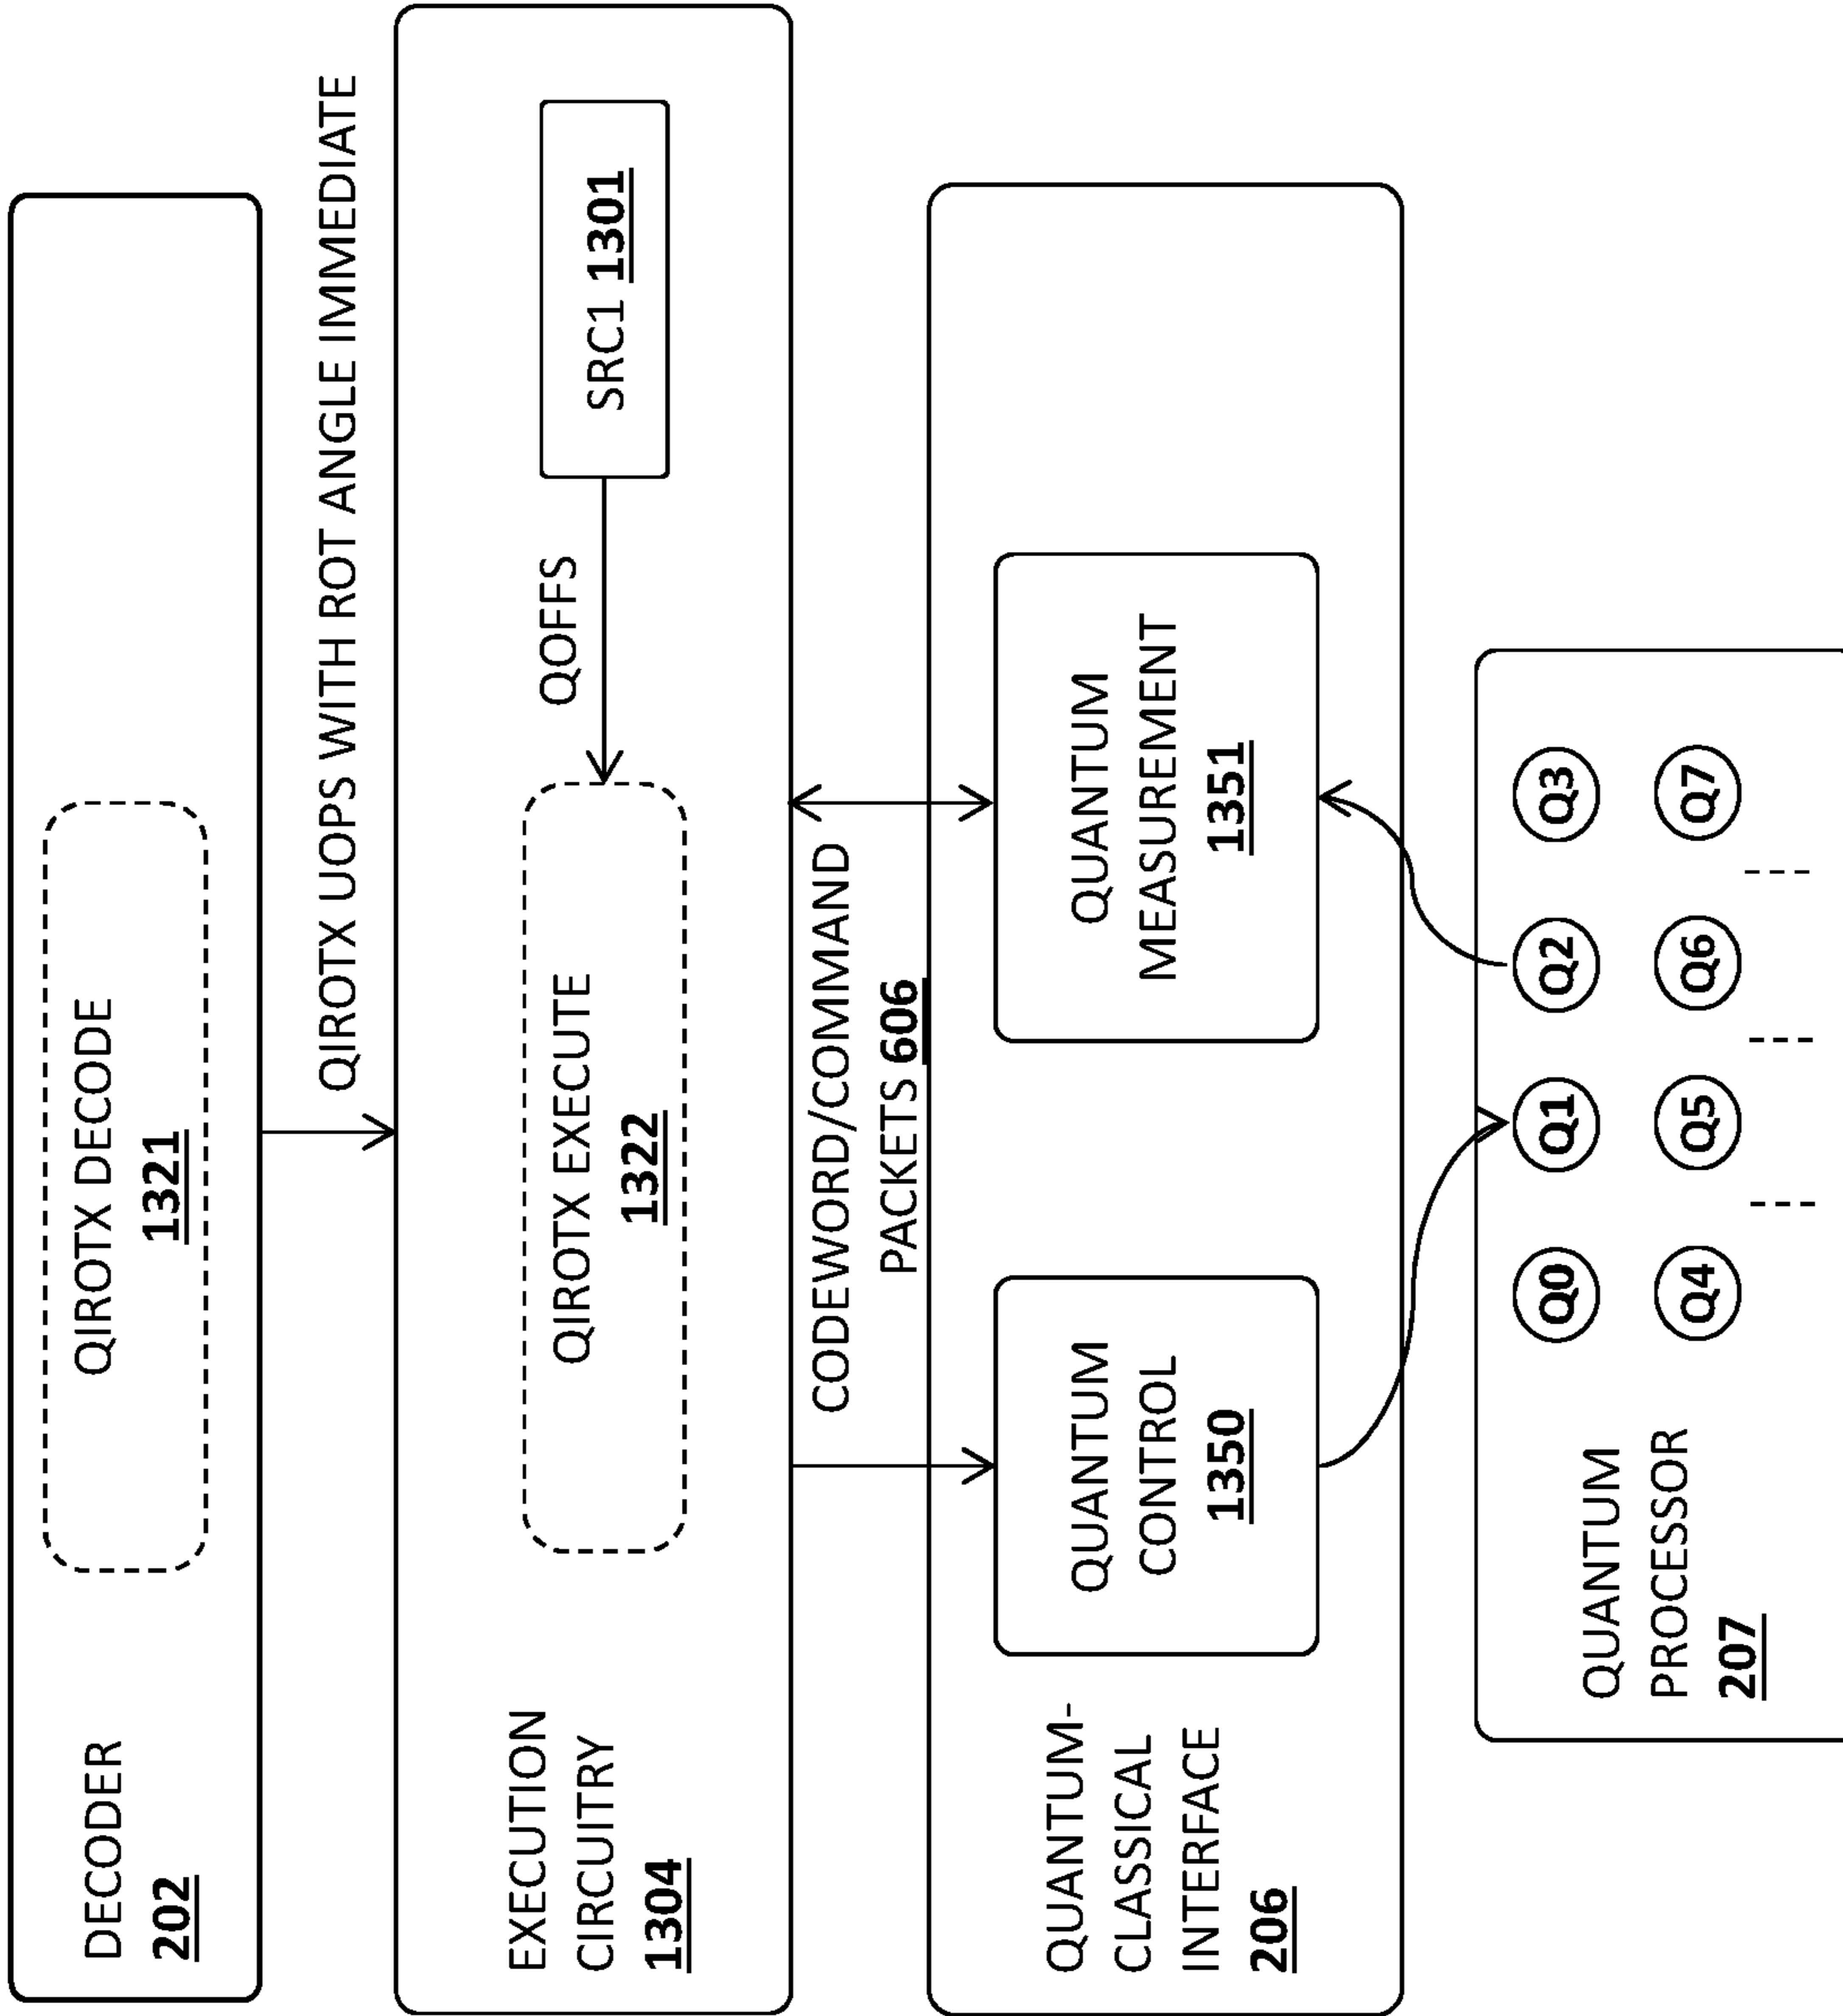 DECODER
202
QIROTX DECODE
1321
QIROTX UOPS WITH ROT ANGLE IMMEDIATE
EXECUTION
CIRCUITRY
1304
QIROTX EXECUTE
1322
QOFFS
SRC1 1301
CODEWORD/COMMAND
PACKETS 606
QUANTUM-
CLASSICAL
INTERFACE
206
QUANTUM
CONTROL
1350
QUANTUM
MEASUREMENT
1351
QUANTUM
PROCESSOR
207
Q0 Q1 Q2 Q3
Q4 Q5 Q6 Q7